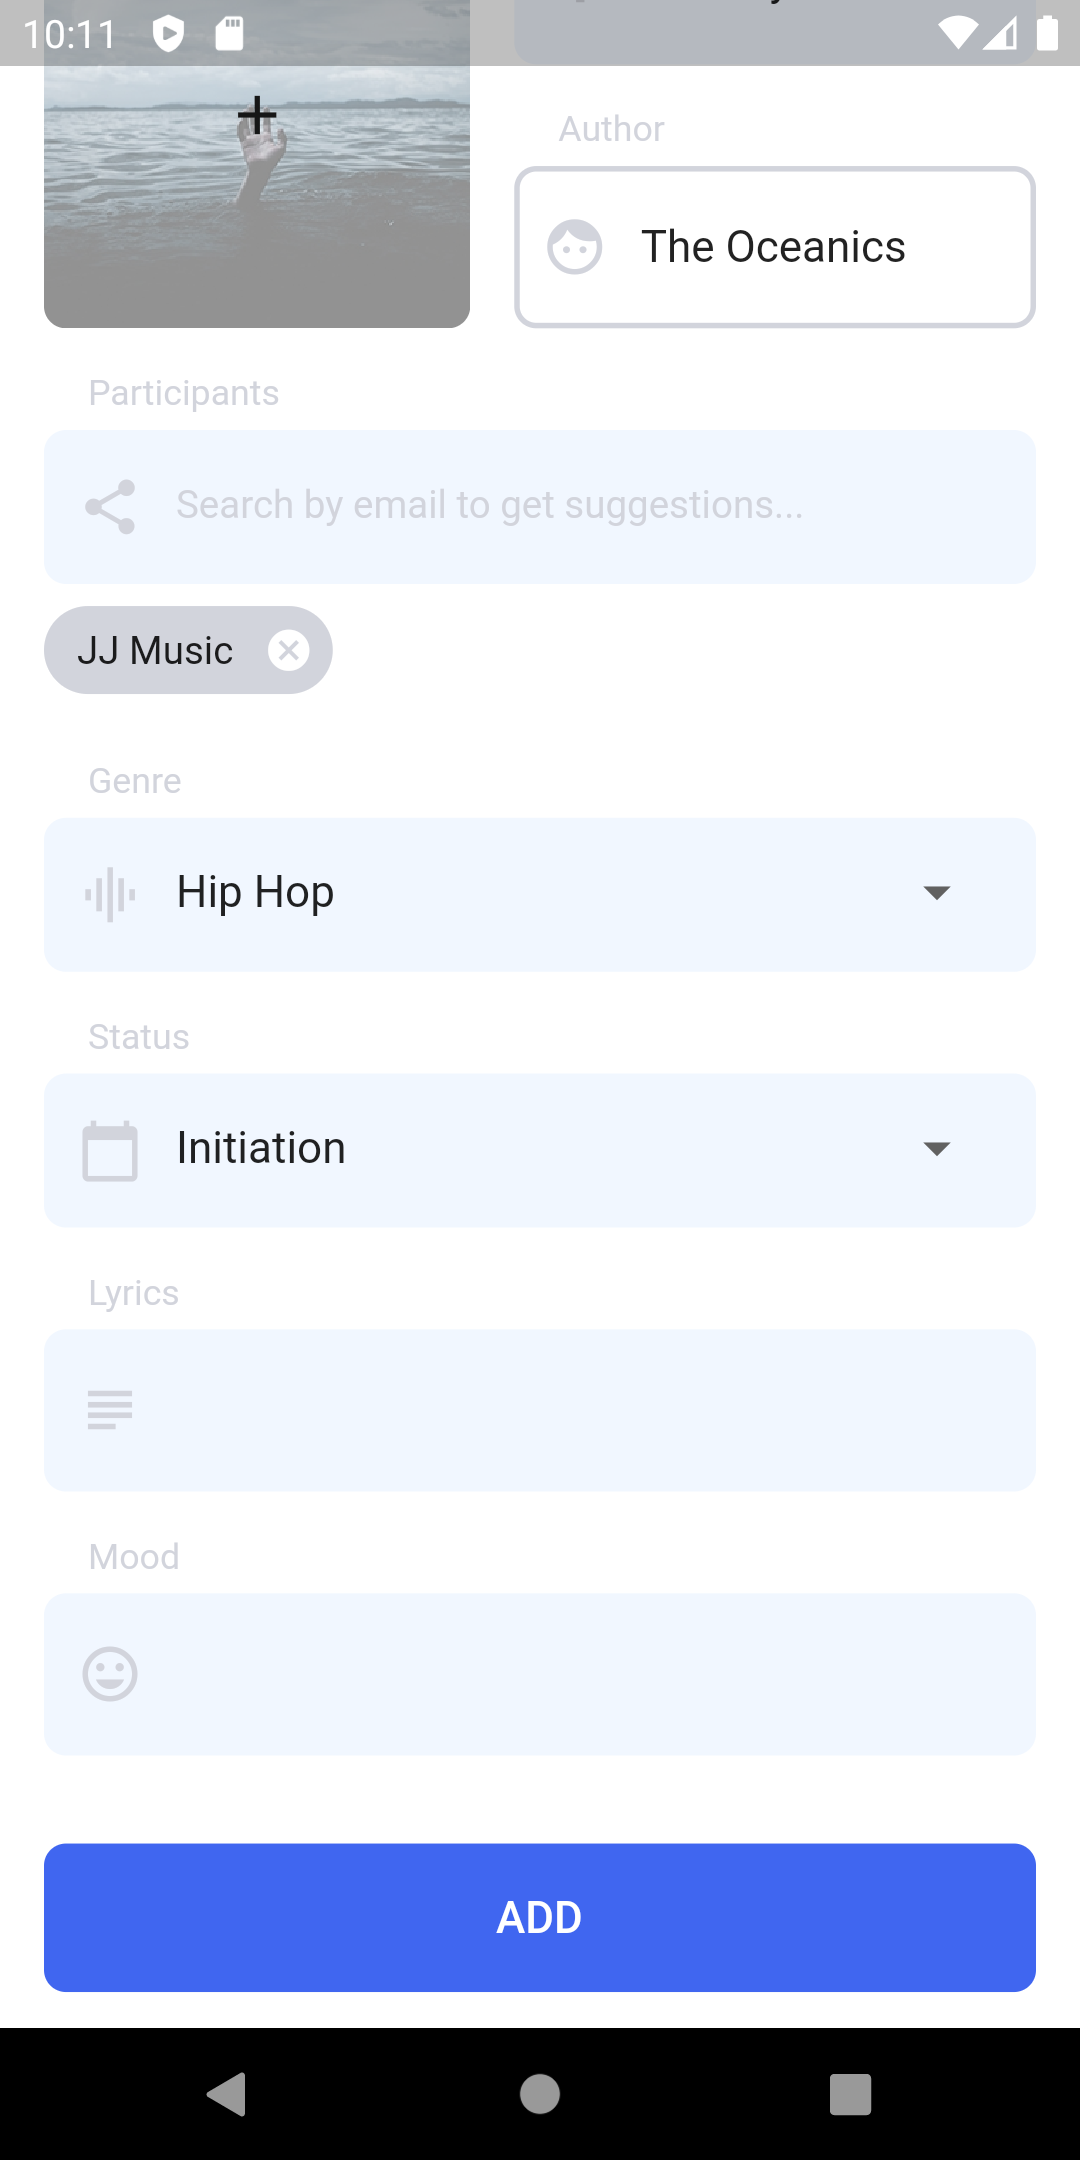 10:11
Author
The Oceanics
Participants
Search by email to get suggestions...
JJ Music
Genre
Hip Hop
Status
Initiation
Lyrics
Mood
ADD